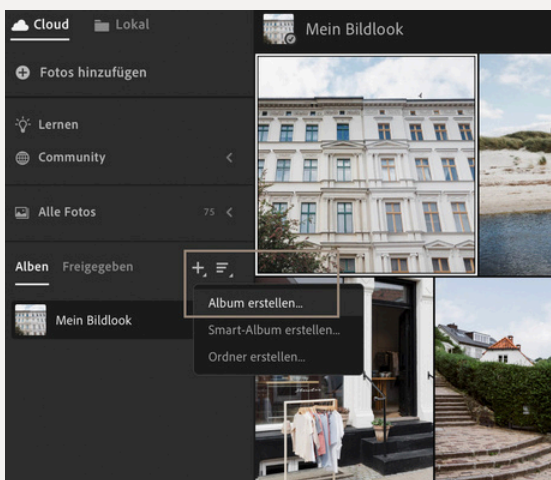 Cloud
Lokal
Mein Bildlook
Fotos hinzufügen
Lernen
Community
Alle Fotos
75
Alben
Freigegeben
Album erstellen...
Mein Bildlook
Smart-Album erstellen...
Ordner erstellen...